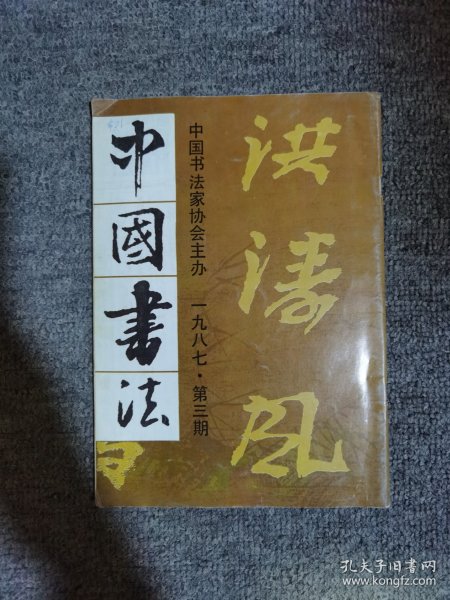 中國書法
中国书法家协会主办 一九八七·第三期
洪涛風
孔夫子旧书网
www.kongfz.com